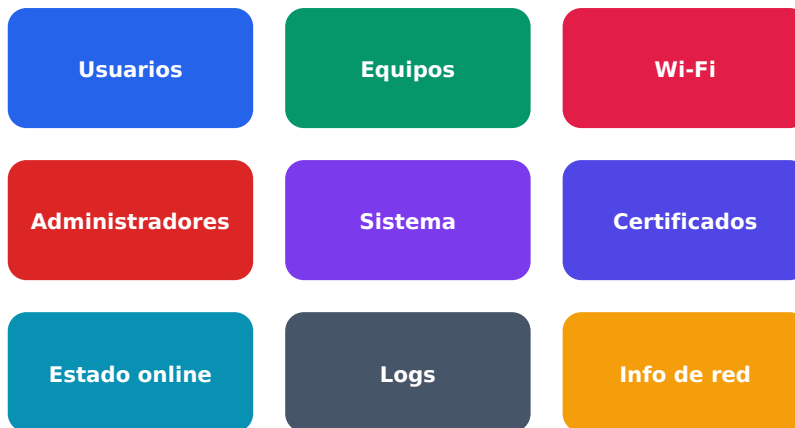 Usuarios
Equipos
Wi-Fi
Administradores
Sistema
Certificados
Estado online
Logs
Info de red